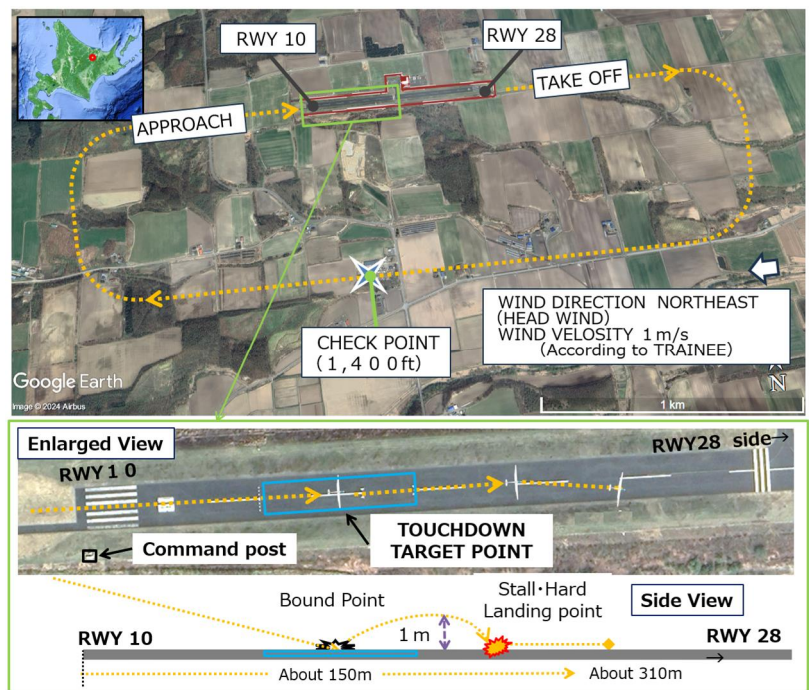 RWY 10
RWY 28
TAKE OFF
APPROACH
WIND DIRECTION NORTHEAST
(HEAD WIND)
WIND VELOSITY 1m/s
(According to TRAINEE)
CHECK POINT
(1,400ft)
N
Google Earth
Image © 2024 Airbus
1 km
Enlarged View
RWY28 side→
RWY10
Command post
TOUCHDOWN
TARGET POINT
Bound Point
Stall・Hard
Landing point
Side View
1m
RWY 10
RWY 28
→
About 150m
About 310m